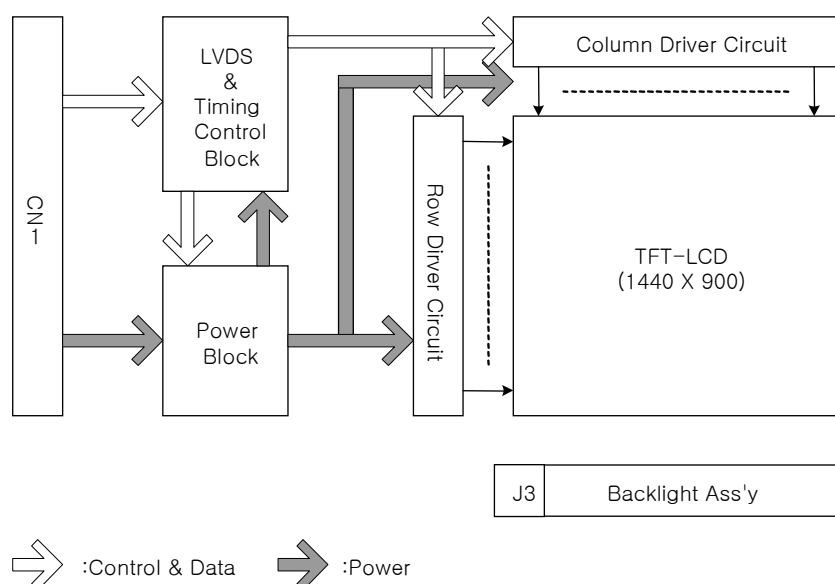 CN1
LVDS
&
Timing
Control
Block
Power
Block
Column Driver Circuit
Row Dirver Circuit
TFT-LCD
(1440 X 900)
J3
Backlight Ass'y
:Control & Data
:Power